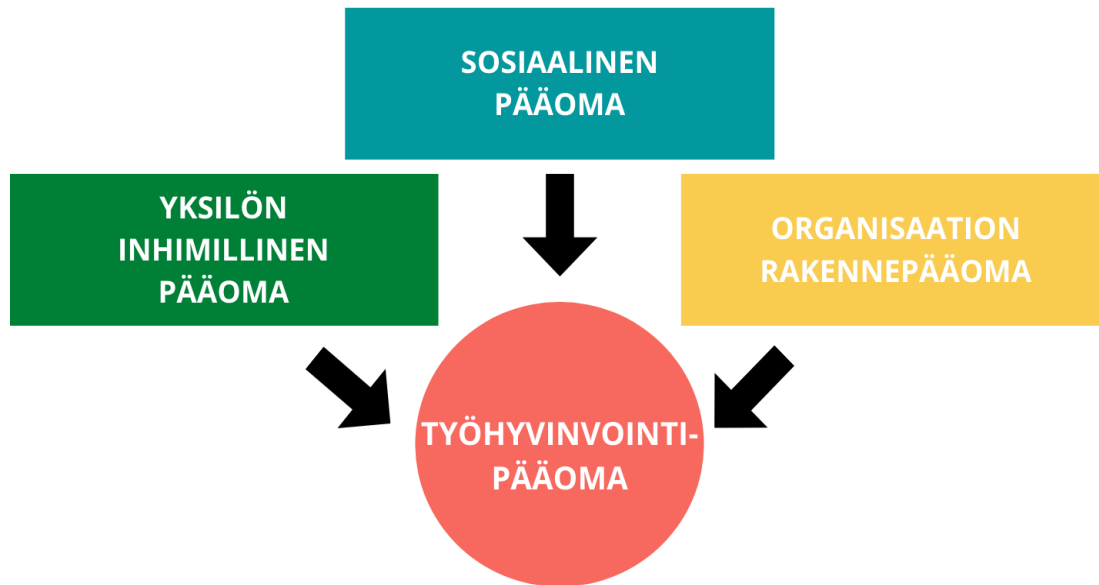 SOSIAALINEN
PÄÄOMA
YKSILÖN
INHIMILLINEN
PÄÄOMA
ORGANISAATION
RAKENNEPÄÄOMA
TYÖHYVINVOINTI-
PÄÄOMA